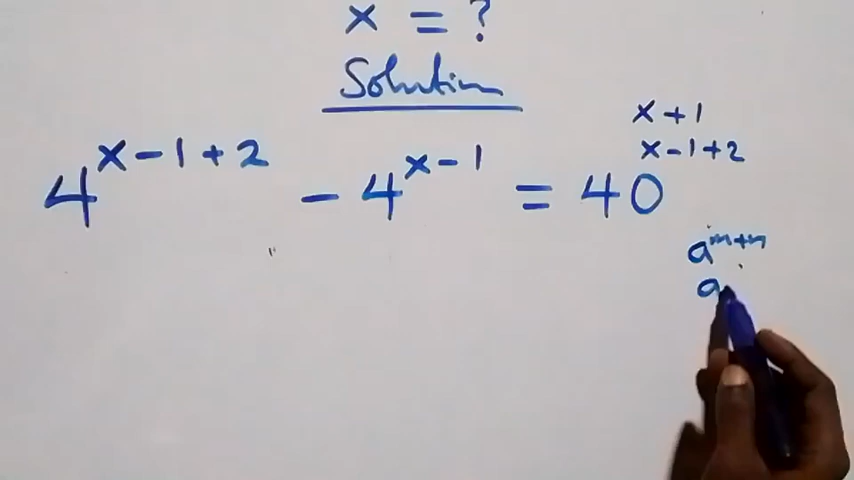 x = ?
Solution
x + 1
x - 1 + 2
4^{x - 1 + 2} - 4^{x - 1} = 40
a^{m+n}
a